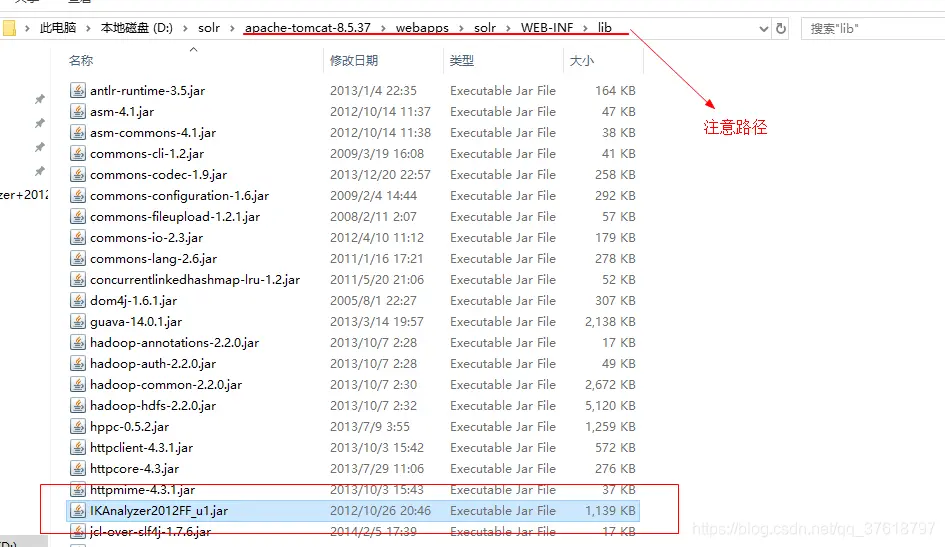 此电脑 › 本地磁盘 (D:) › solr › apache-tomcat-8.5.37 › webapps › solr › WEB-INF › lib 搜索"lib"
名称 修改日期 类型 大小
注意路径
antlr-runtime-3.5.jar 2013/1/4 22:35 Executable Jar File 164 KB
asm-4.1.jar 2012/10/14 11:37 Executable Jar File 47 KB
asm-commons-4.1.jar 2012/10/14 11:38 Executable Jar File 38 KB
commons-cli-1.2.jar 2009/3/19 16:08 Executable Jar File 41 KB
commons-codec-1.9.jar 2013/12/20 22:57 Executable Jar File 258 KB
zer+2012
commons-configuration-1.6.jar 2009/2/4 14:44 Executable Jar File 292 KB
commons-fileupload-1.2.1.jar 2008/2/11 2:07 Executable Jar File 57 KB
commons-io-2.3.jar 2012/4/10 11:12 Executable Jar File 179 KB
commons-lang-2.6.jar 2011/1/16 17:21 Executable Jar File 278 KB
concurrentlinkedhashmap-lru-1.2.jar 2011/5/20 21:06 Executable Jar File 52 KB
dom4j-1.6.1.jar 2005/8/1 22:27 Executable Jar File 307 KB
guava-14.0.1.jar 2013/3/14 19:57 Executable Jar File 2,138 KB
hadoop-annotations-2.2.0.jar 2013/10/7 2:28 Executable Jar File 17 KB
hadoop-auth-2.2.0.jar 2013/10/7 2:28 Executable Jar File 49 KB
hadoop-common-2.2.0.jar 2013/10/7 2:30 Executable Jar File 2,672 KB
hadoop-hdfs-2.2.0.jar 2013/10/7 2:32 Executable Jar File 5,120 KB
hppc-0.5.2.jar 2013/7/9 3:55 Executable Jar File 1,259 KB
httpclient-4.3.1.jar 2013/10/3 15:42 Executable Jar File 572 KB
httpcore-4.3.jar 2013/7/29 11:06 Executable Jar File 276 KB
httpmime-4.3.1.jar 2013/10/3 15:43 Executable Jar File 37 KB
IKAnalyzer2012FF_u1.jar 2012/10/26 20:46 Executable Jar File 1,139 KB
jcl-over-slf4j-1.7.6.jar 2014/2/5 17:39 Executable Jar File 17 KB
https://blog.csdn.net/qq_37618797
(D:)